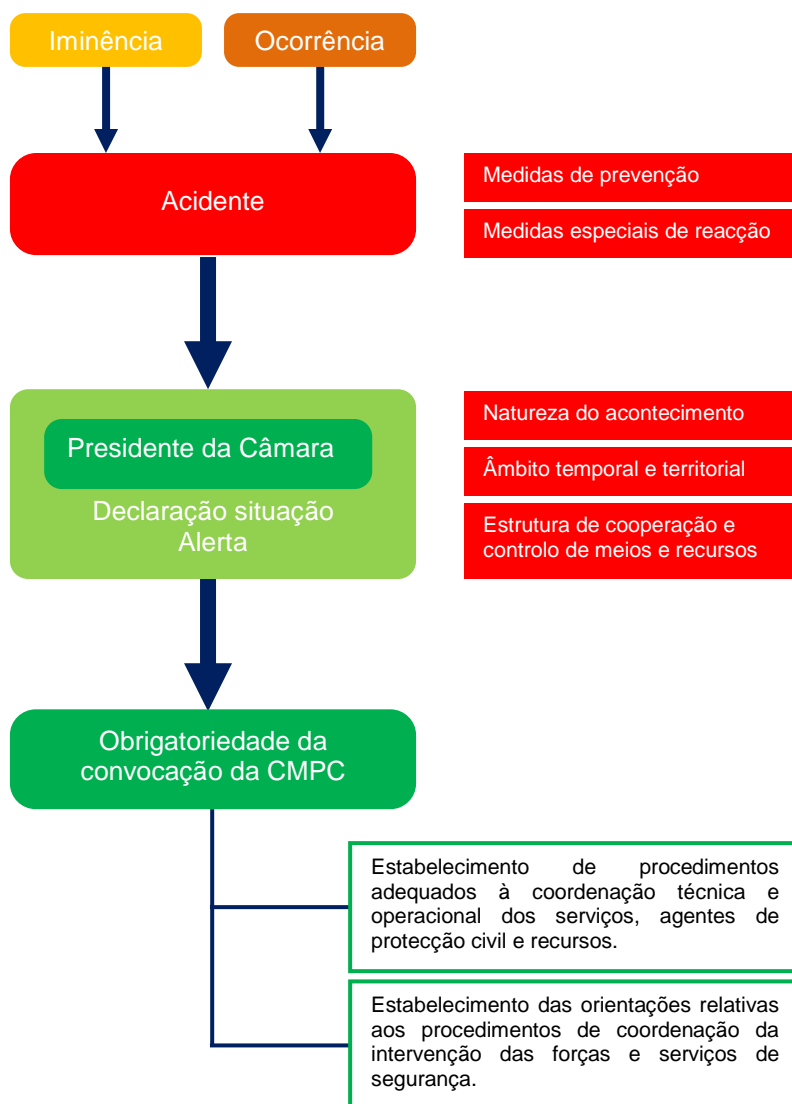 Iminência
Ocorrência
Acidente
Medidas de prevenção
Medidas especiais de reacção
Presidente da Câmara
Declaração situação
Alerta
Natureza do acontecimento
Âmbito temporal e territorial
Estrutura de cooperação e
controlo de meios e recursos
Obrigatoriedade da
convocação da CMPC
Estabelecimento de procedimentos
adequados à coordenação técnica e
operacional dos serviços, agentes de
protecção civil e recursos.
Estabelecimento das orientações relativas
aos procedimentos de coordenação da
intervenção das forças e serviços de
segurança.